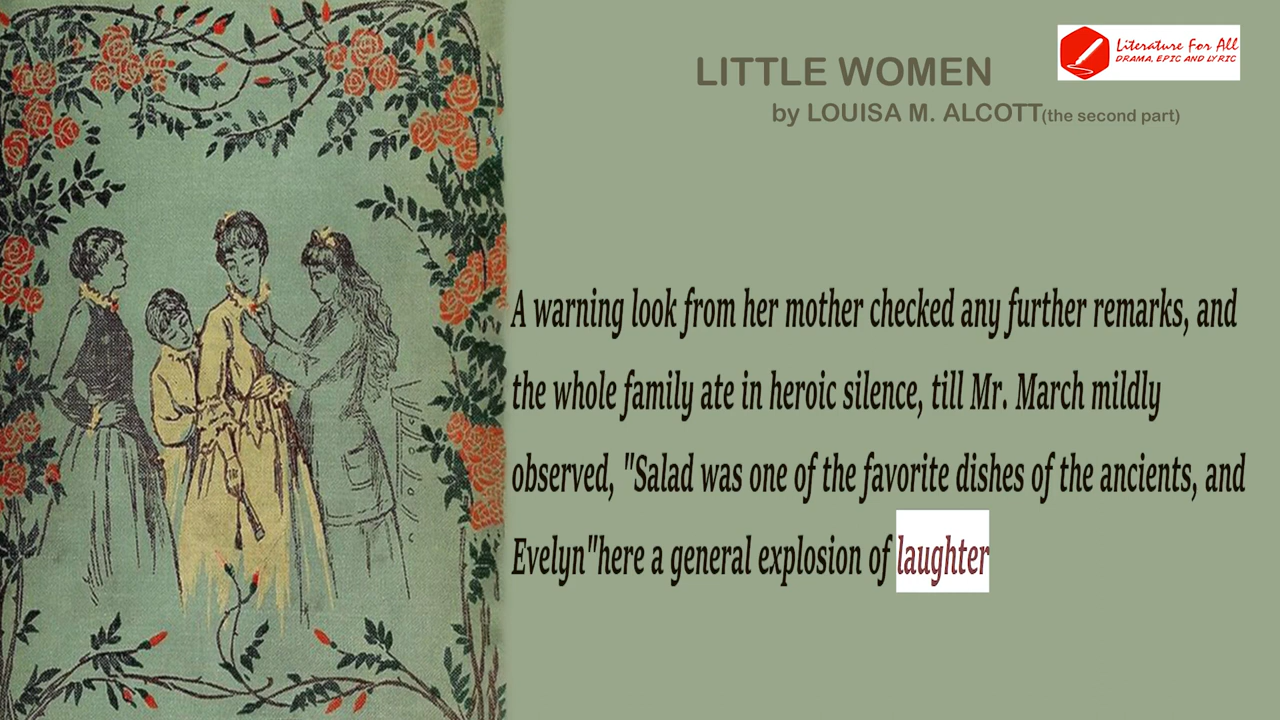 LITTLE WOMEN
Literature For All
DRAMA, EPIC AND LYRIC
by LOUISA M. ALCOTT(the second part)
A warning look from her mother checked any further remarks, and
the whole family ate in heroic silence, till Mr. March mildly
observed, "Salad was one of the favorite dishes of the ancients, and
Evelyn"here a general explosion of laughter